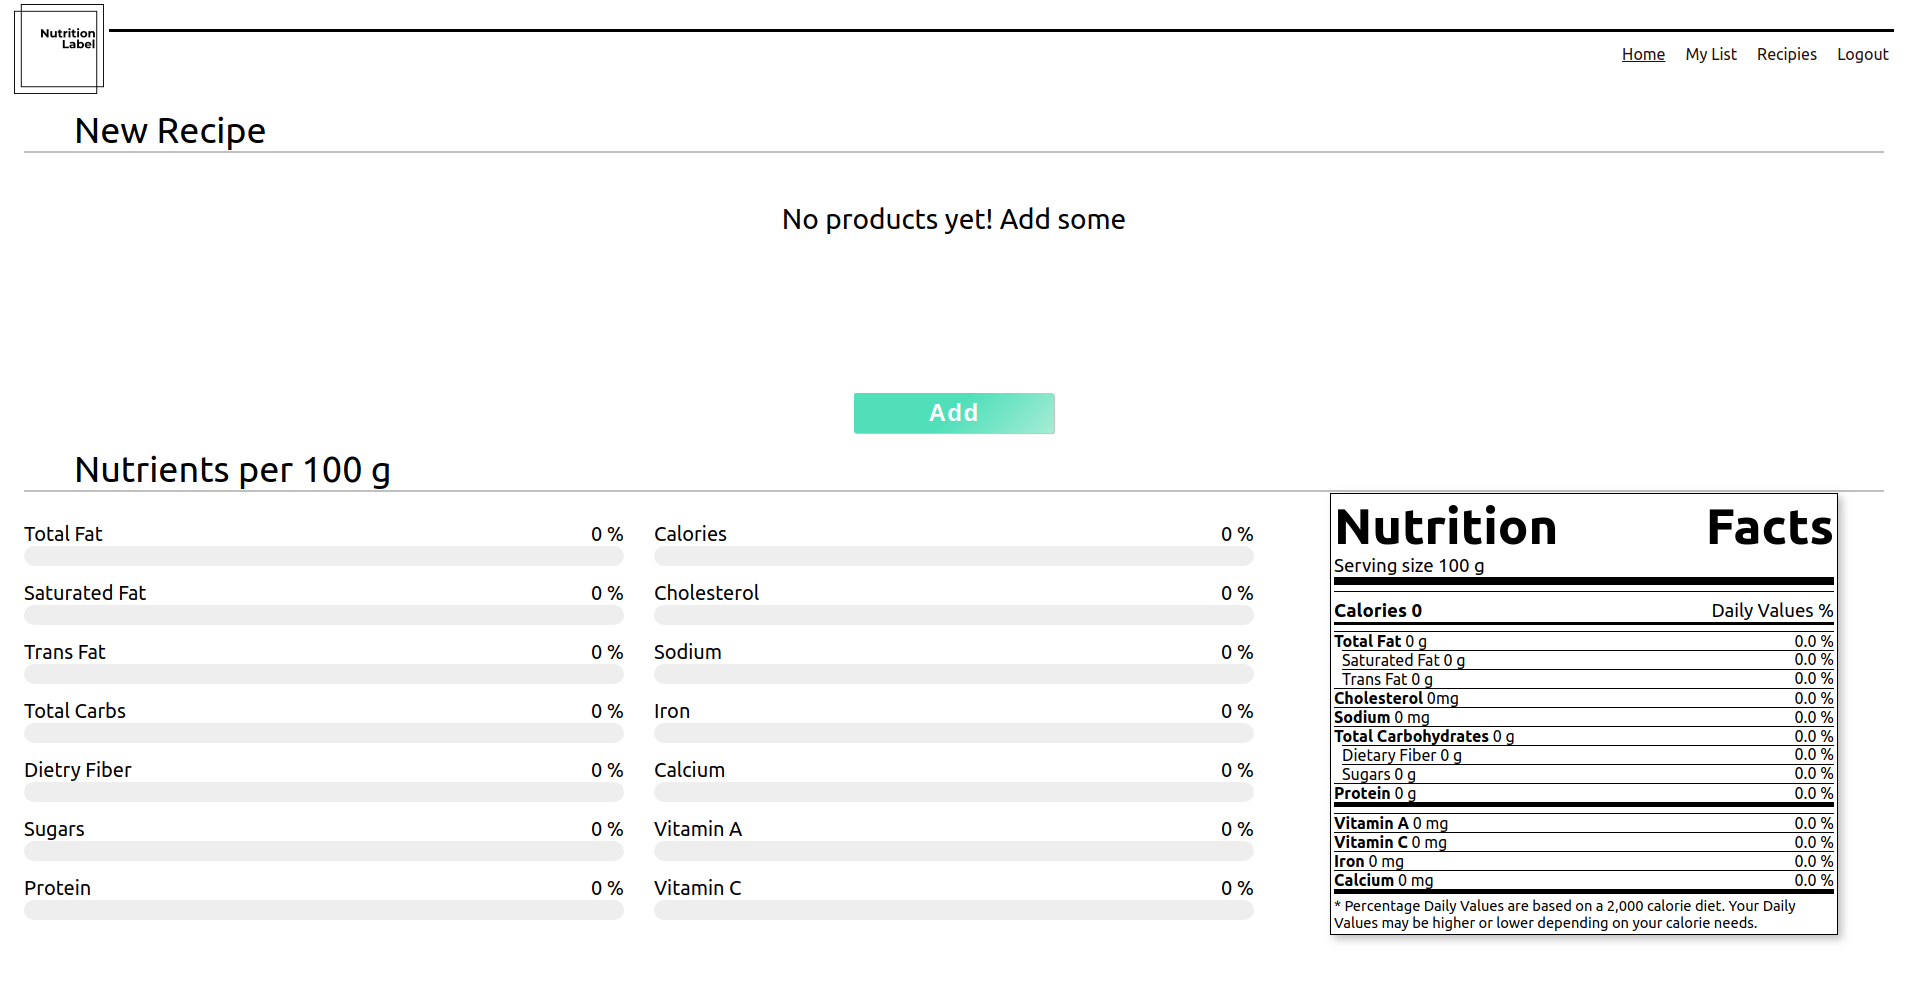 Nutrition
Label
Home My List Recipies Logout
New Recipe
No products yet! Add some
Add
Nutrients per 100 g
Total Fat 0 %
Saturated Fat 0 %
Trans Fat 0 %
Total Carbs 0 %
Dietry Fiber 0 %
Sugars 0 %
Protein 0 %
Calories 0 %
Cholesterol 0 %
Sodium 0 %
Iron 0 %
Calcium 0 %
Vitamin A 0 %
Vitamin C 0 %
Nutrition Facts
Serving size 100 g
Calories 0 Daily Values %
Total Fat 0 g 0.0 %
Saturated Fat 0 g 0.0 %
Trans Fat 0 g 0.0 %
Cholesterol 0mg 0.0 %
Sodium 0 mg 0.0 %
Total Carbohydrates 0 g 0.0 %
Dietary Fiber 0 g 0.0 %
Sugars 0 g 0.0 %
Protein 0 g 0.0 %
Vitamin A 0 mg 0.0 %
Vitamin C 0 mg 0.0 %
Iron 0 mg 0.0 %
Calcium 0 mg 0.0 %
* Percentage Daily Values are based on a 2,000 calorie diet. Your Daily
Values may be higher or lower depending on your calorie needs.